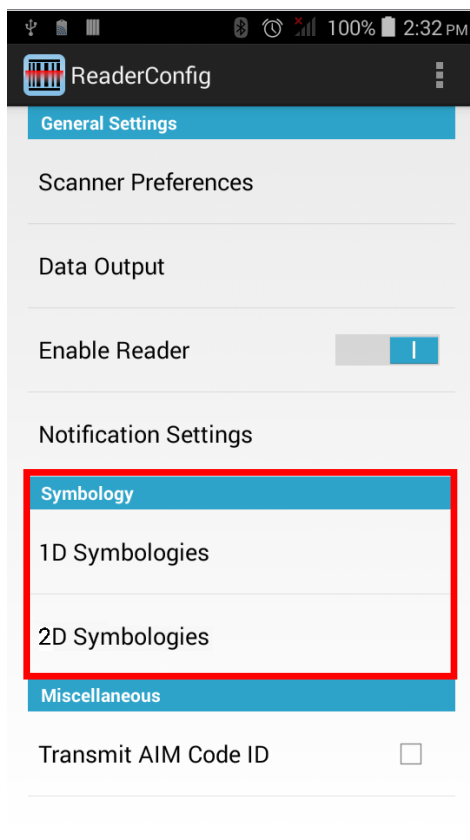 100% 2:32 PM
ReaderConfig
General Settings
Scanner Preferences
Data Output
Enable Reader
Notification Settings
Symbology
1D Symbologies
2D Symbologies
Miscellaneous
Transmit AIM Code ID